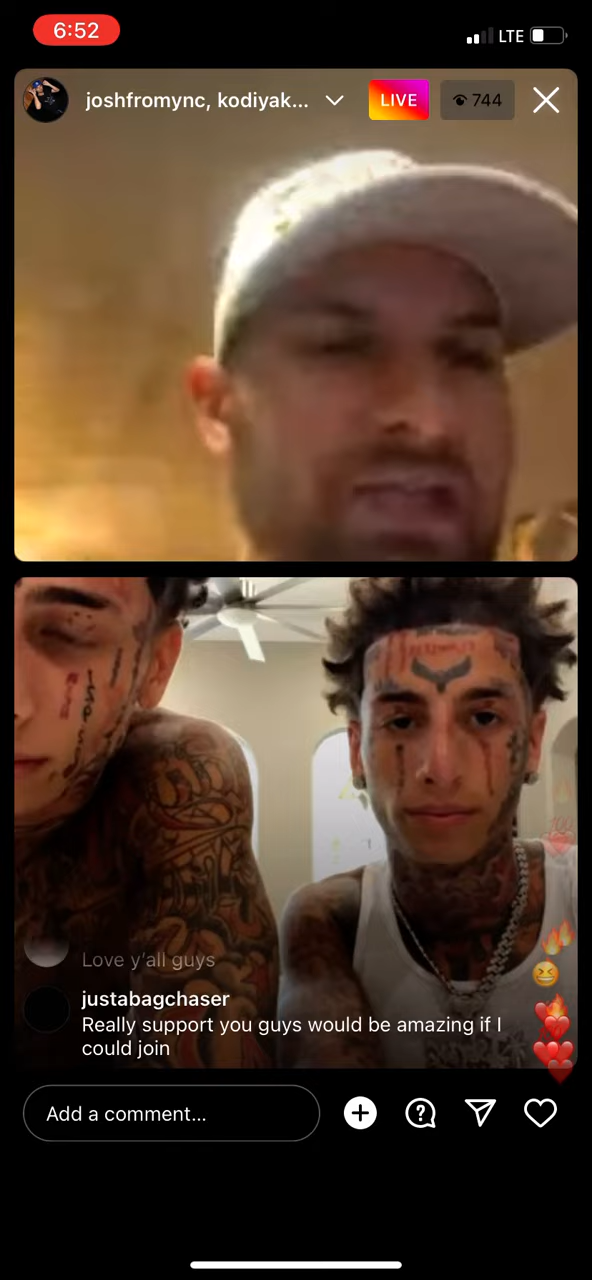 6:52
LTE
joshfromync, kodiyak...
LIVE
744
Love y'all guys
justabagchaser
Really support you guys would be amazing if I
could join
Add a comment...